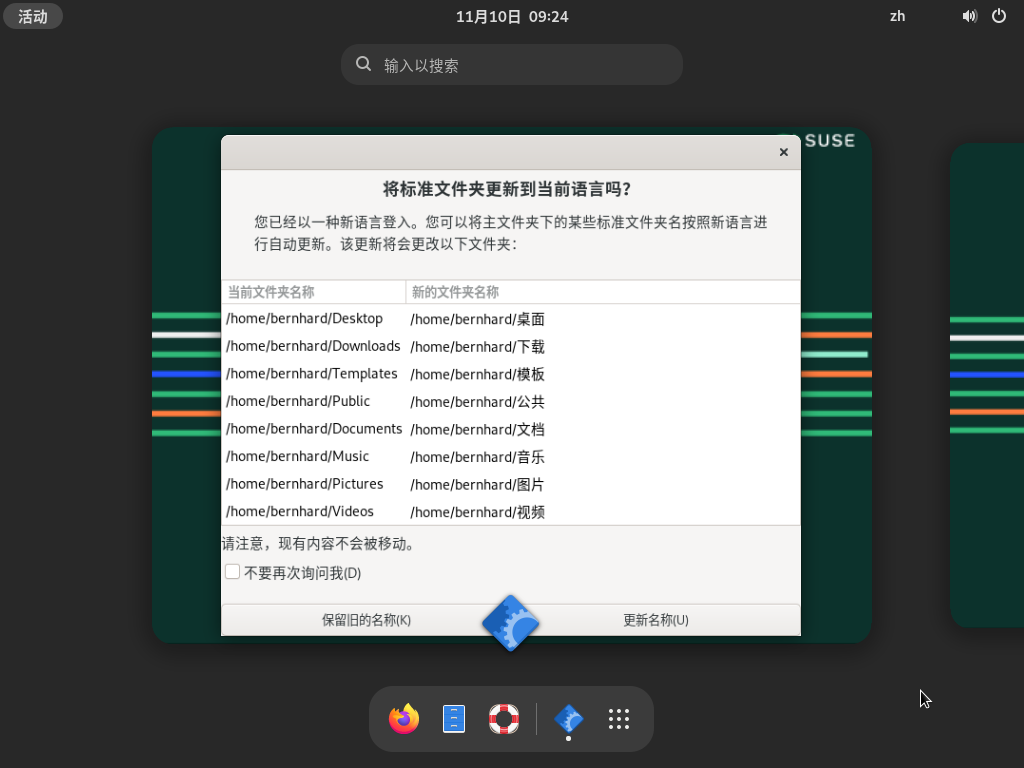 活动
11月10日 09:24
zh
输入以搜索
SUSE
将标准文件夹更新到当前语言吗？
您已经以一种新语言登入。您可以将主文件夹下的某些标准文件夹名按照新语言进
行自动更新。该更新将会更改以下文件夹：
当前文件夹名称 新的文件夹名称
/home/bernhard/Desktop /home/bernhard/桌面
/home/bernhard/Downloads /home/bernhard/下载
/home/bernhard/Templates /home/bernhard/模板
/home/bernhard/Public /home/bernhard/公共
/home/bernhard/Documents /home/bernhard/文档
/home/bernhard/Music /home/bernhard/音乐
/home/bernhard/Pictures /home/bernhard/图片
/home/bernhard/Videos /home/bernhard/视频
请注意，现有内容不会被移动。
不要再次询问我(D)
保留旧的名称(K) 更新名称(U)